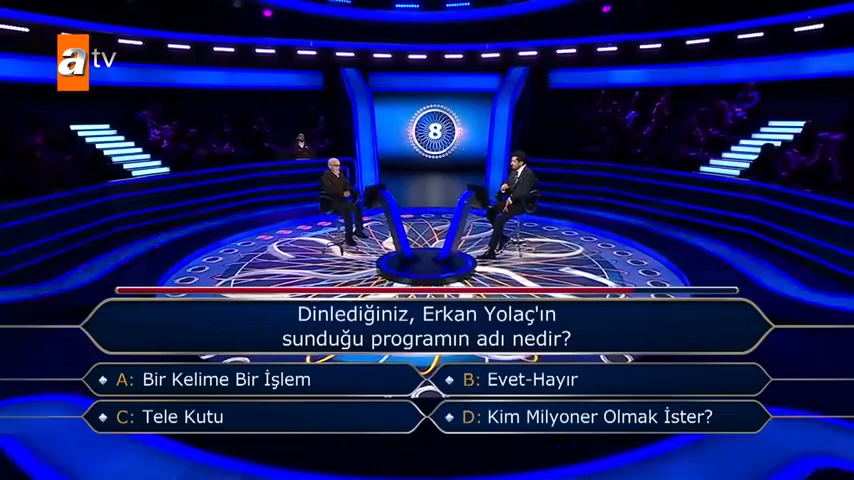 atv
8
Dinlediğiniz, Erkan Yolaç'ın
sunduğu programın adı nedir?
A: Bir Kelime Bir İşlem
B: Evet-Hayır
C: Tele Kutu
D: Kim Milyoner Olmak İster?